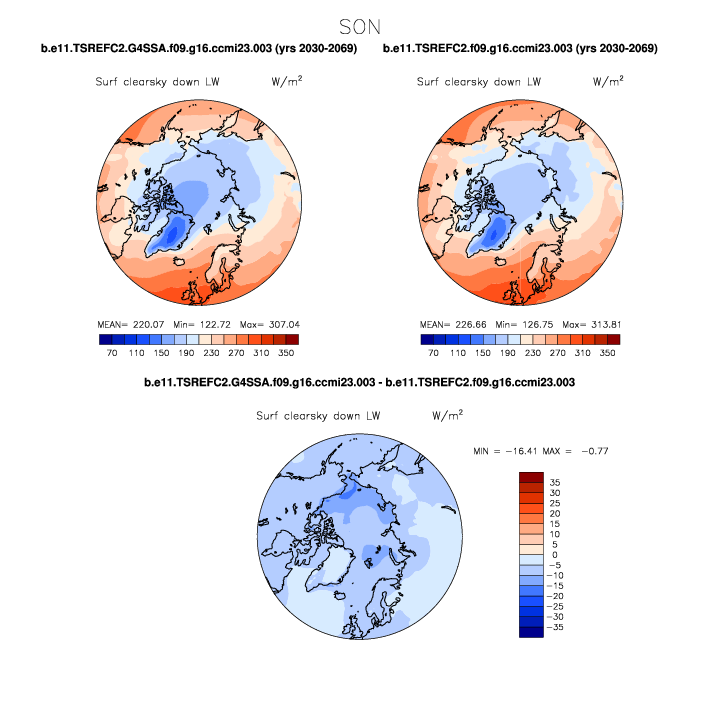 SON
b.e11.TSREFC2.G4SSA.f09.g16.ccmi23.003 (yrs 2030-2069)
b.e11.TSREFC2.f09.g16.ccmi23.003 (yrs 2030-2069)
Surf clearsky down LW W/m²
Surf clearsky down LW W/m²
MEAN= 220.07 Min= 122.72 Max= 307.04
MEAN= 226.66 Min= 126.75 Max= 313.81
70 110 150 190 230 270 310 350
70 110 150 190 230 270 310 350
b.e11.TSREFC2.G4SSA.f09.g16.ccmi23.003 - b.e11.TSREFC2.f09.g16.ccmi23.003
Surf clearsky down LW W/m²
MIN = -16.41 MAX = -0.77
35
30
25
20
15
10
5
0
-5
-10
-15
-20
-25
-30
-35